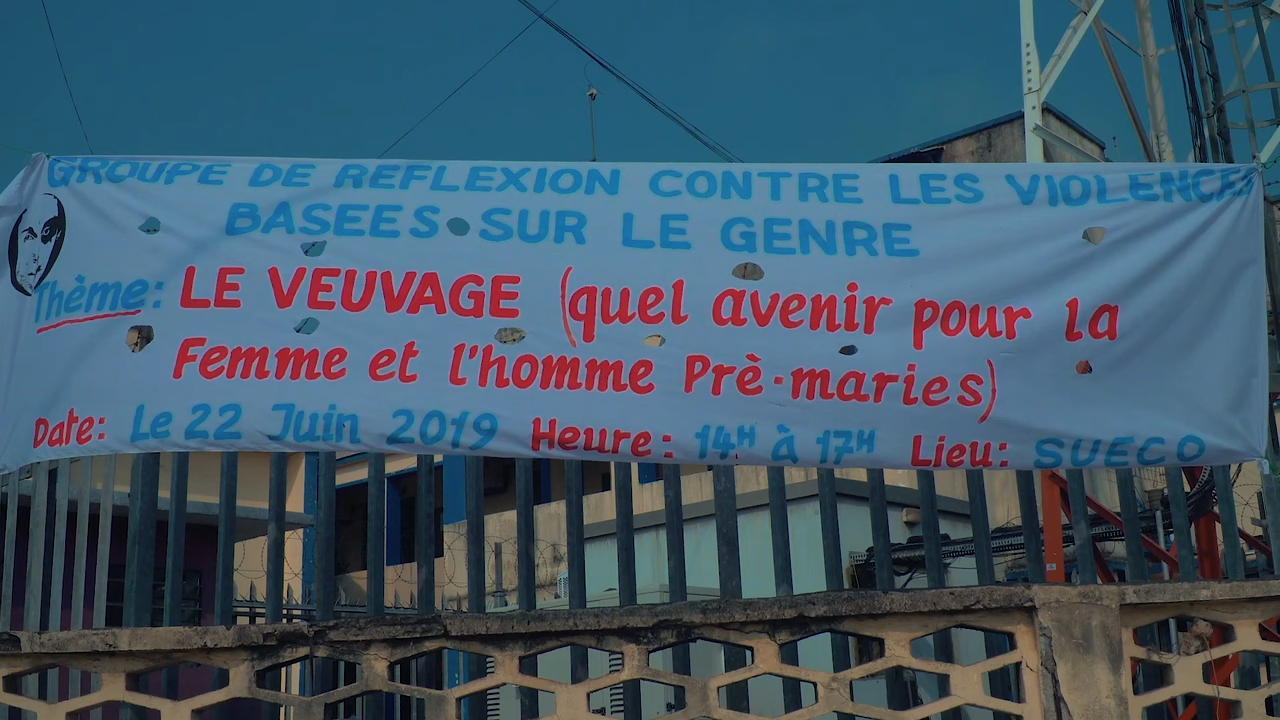 GROUPE DE REFLEXION CONTRE LES VIOLENCES
BASEES SUR LE GENRE
Thème: LE VEUVAGE (quel avenir pour la
Femme et l'homme Prè-maries)
Date: Le 22 Juin 2019 Heure: 14H à 17H Lieu: SUECO